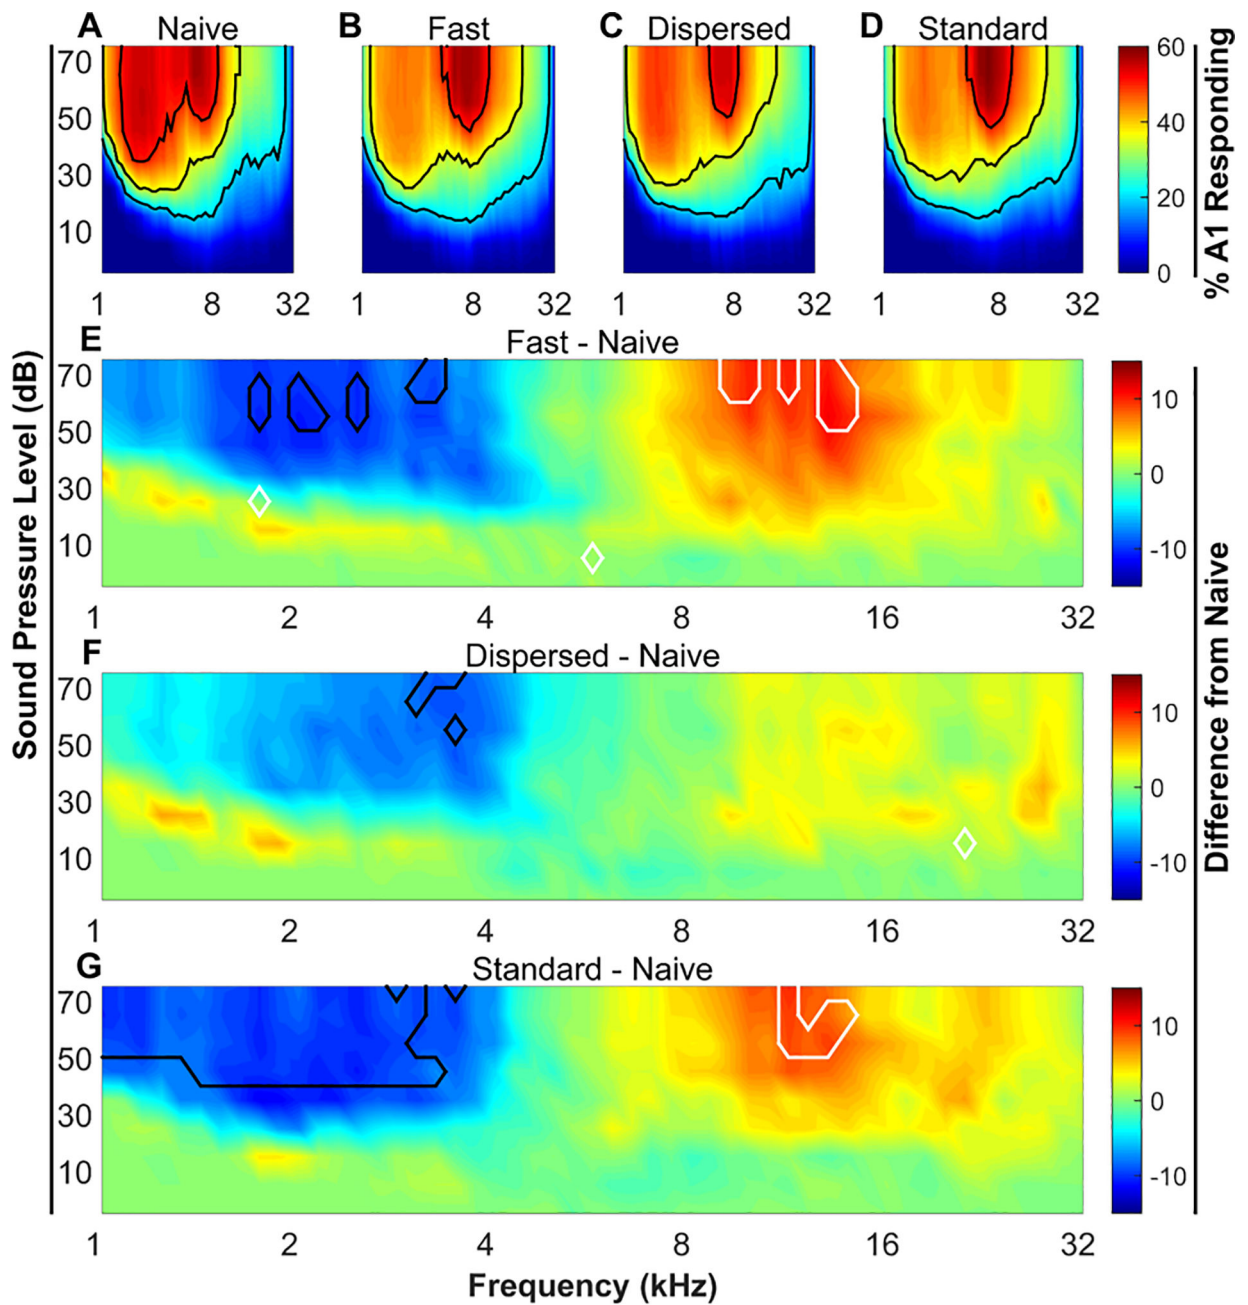 A Naive B Fast C Dispersed D Standard
70
50
30
10
1 8 32 1 8 32 1 8 32 1 8 32
60
40
20
0
% A1 Responding
Sound Pressure Level (dB)
E Fast - Naive
70
50
30
10
1 2 4 8 16 32
10
0
-10
F Dispersed - Naive
70
50
30
10
1 2 4 8 16 32
10
0
-10
Difference from Naive
G Standard - Naive
70
50
30
10
1 2 4 8 16 32
10
0
-10
Frequency (kHz)